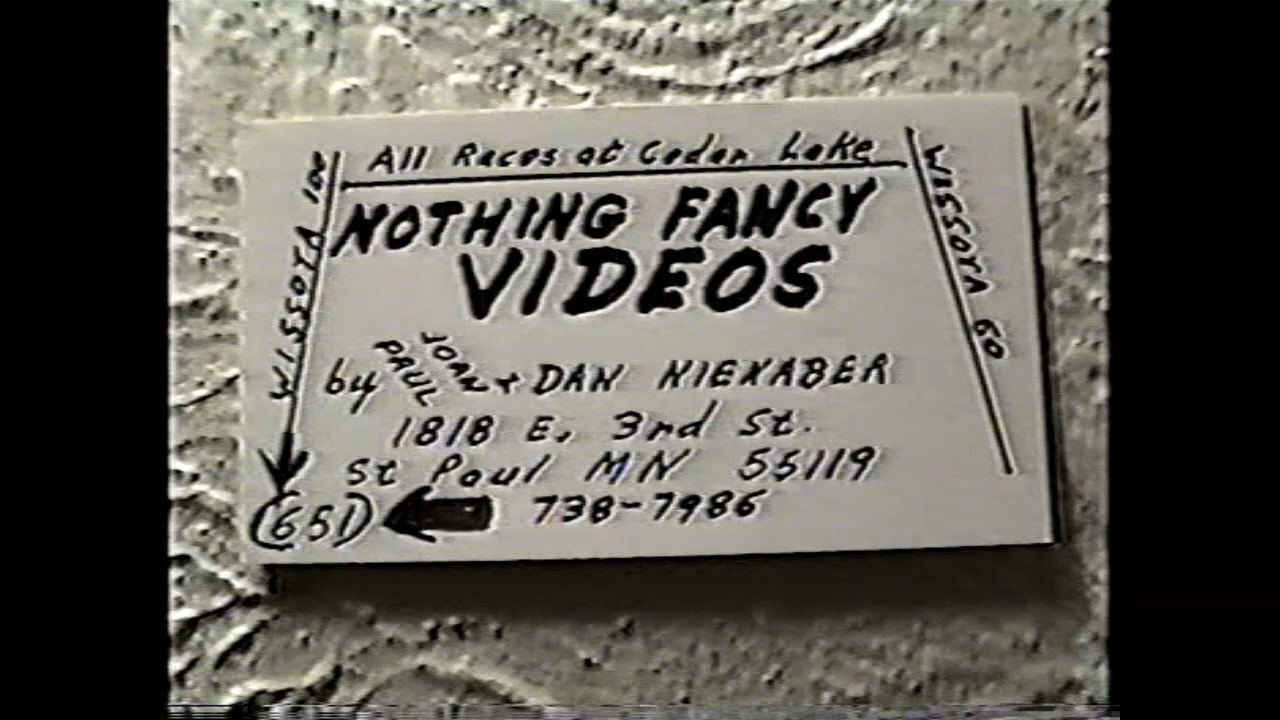 All Races at Cedar Lake
WISSOTA 100
WISSOTA 60
NOTHING FANCY
VIDEOS
by PAUL JOAN + DAN NIENABER
1818 E. 3rd St.
St Paul MN 55119
(651) 738-7986